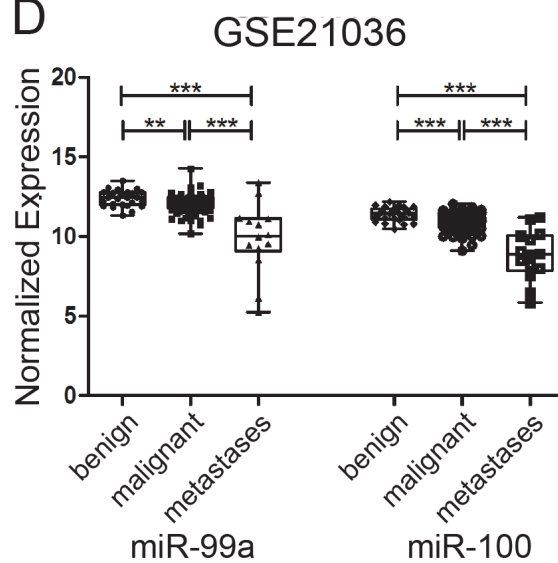 D
GSE21036
Normalized Expression
20
15
10
5
0
***
**
***
***
***
***
benign
malignant
metastases
benign
malignant
metastases
miR-99a
miR-100